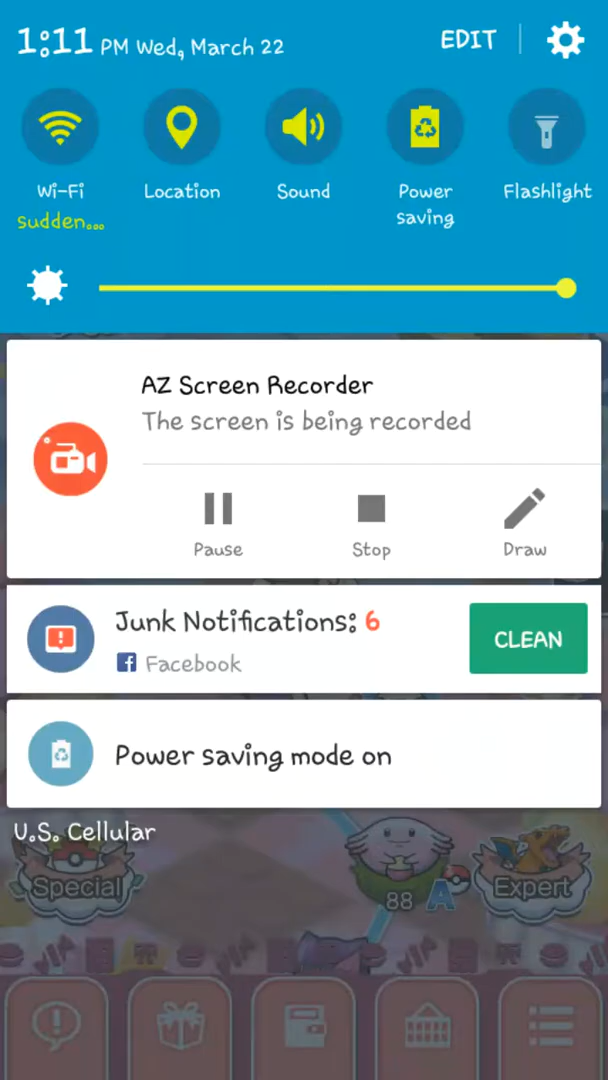 1:11 PM Wed, March 22 EDIT
Wi-Fi Location Sound Power saving Flashlight
sudden...
AZ Screen Recorder
The screen is being recorded
Pause Stop Draw
Junk Notifications: 6
CLEAN
Facebook
Power saving mode on
U.S. Cellular
Special 88 A Expert